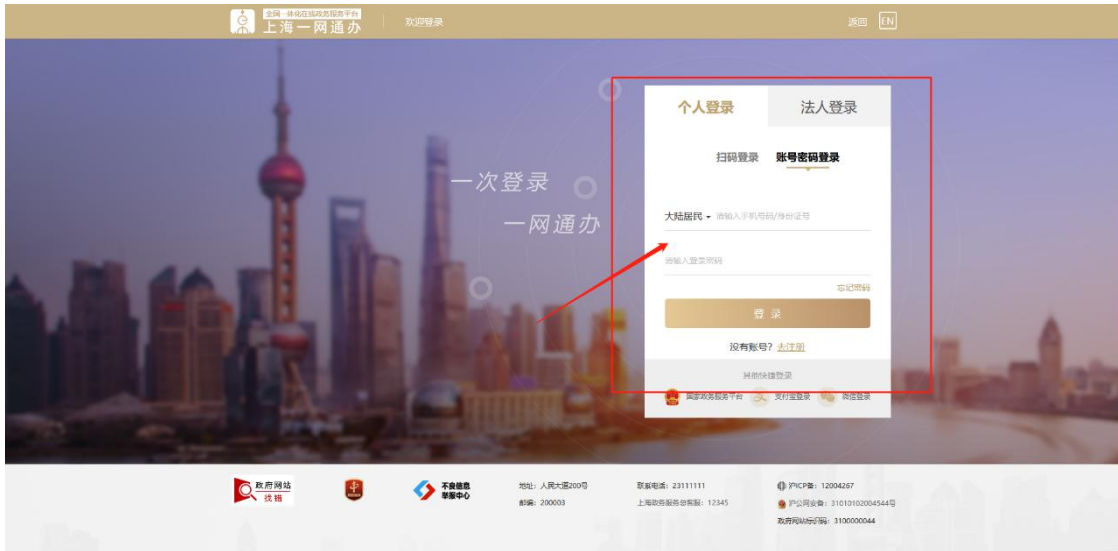 全国一体化在线政务服务平台
上海一网通办
欢迎登录
返回 EN
一次登录
一网通办
个人登录 法人登录
扫码登录 账号密码登录
大陆居民 请输入手机号码/身份证号
请输入登录密码
忘记密码
登 录
没有账号? 去注册
其他快捷登录
国家政务服务平台 支付宝登录 微信登录
政府网站
找错
不良信息
举报中心
地址: 人民大道200号
邮编: 200003
联系电话: 23111111
上海政务服务总客服: 12345
沪ICP备: 12004267
沪公网安备: 31010102004544号
政府网站标识码: 3100000044